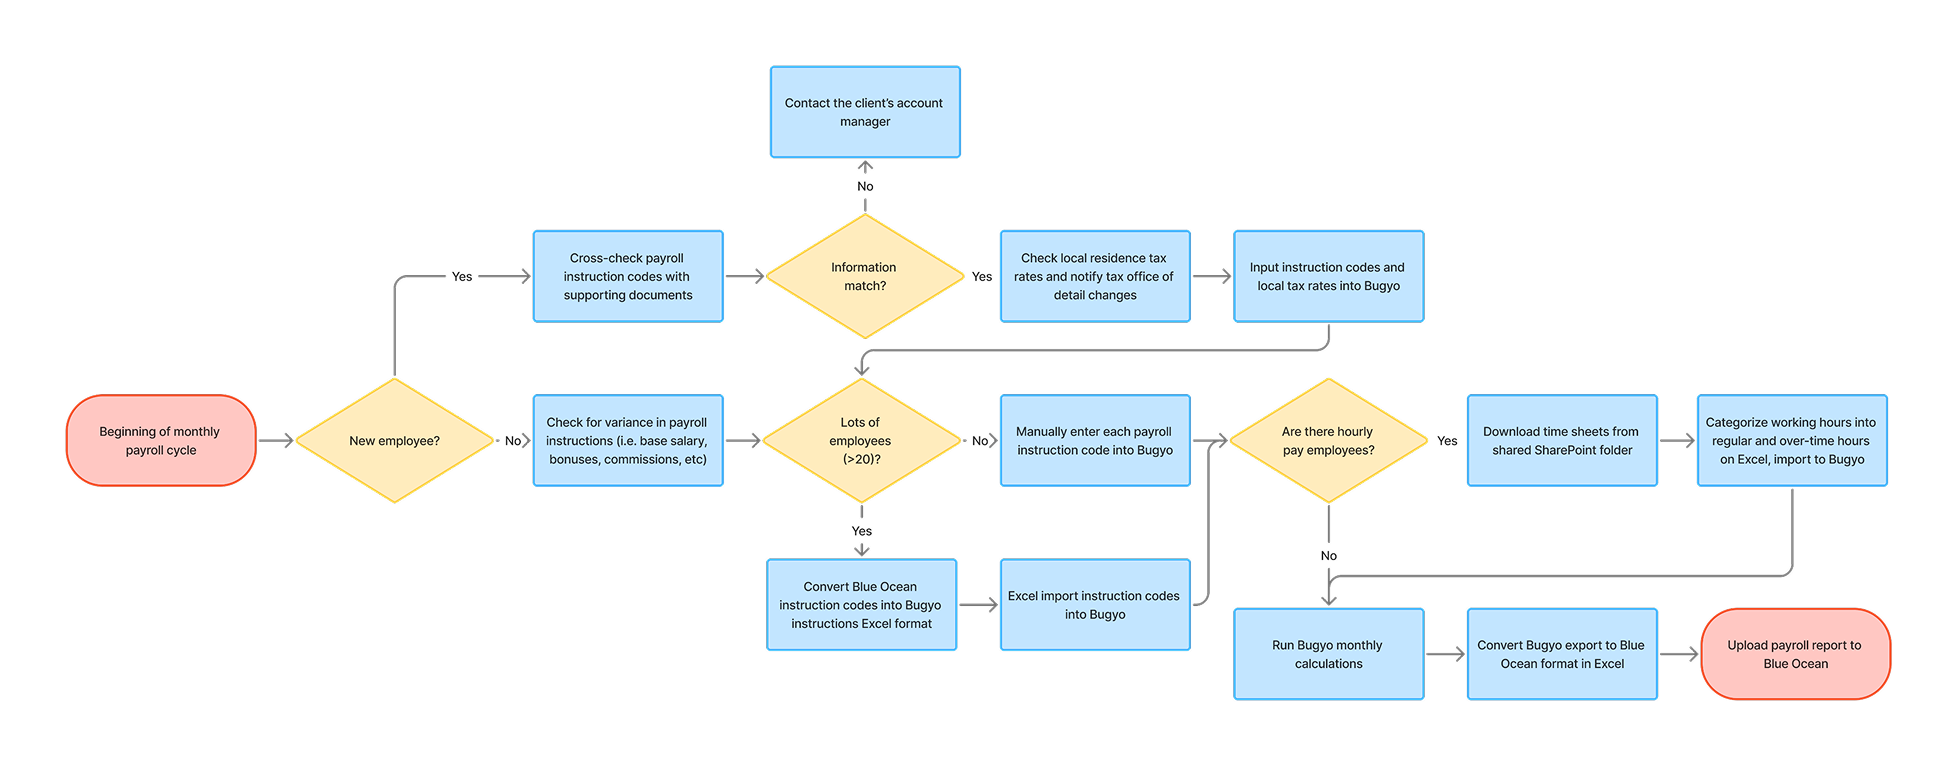 Contact the client's account
manager
No
Yes
Cross-check payroll
instruction codes with
supporting documents
Information
match?
Yes
Check local residence tax
rates and notify tax office of
detail changes
Input instruction codes and
local tax rates into Bugyo
Beginning of monthly
payroll cycle
New employee?
No
Check for variance in payroll
instructions (i.e. base salary,
bonuses, commissions, etc)
Lots of
employees
(>20)?
No
Manually enter each payroll
instruction code into Bugyo
Are there hourly
pay employees?
Yes
Download time sheets from
shared SharePoint folder
Categorize working hours into
regular and over-time hours
on Excel, import to Bugyo
Yes
No
Convert Blue Ocean
instruction codes into Bugyo
instructions Excel format
Excel import instruction codes
into Bugyo
Run Bugyo monthly
calculations
Convert Bugyo export to Blue
Ocean format in Excel
Upload payroll report to
Blue Ocean